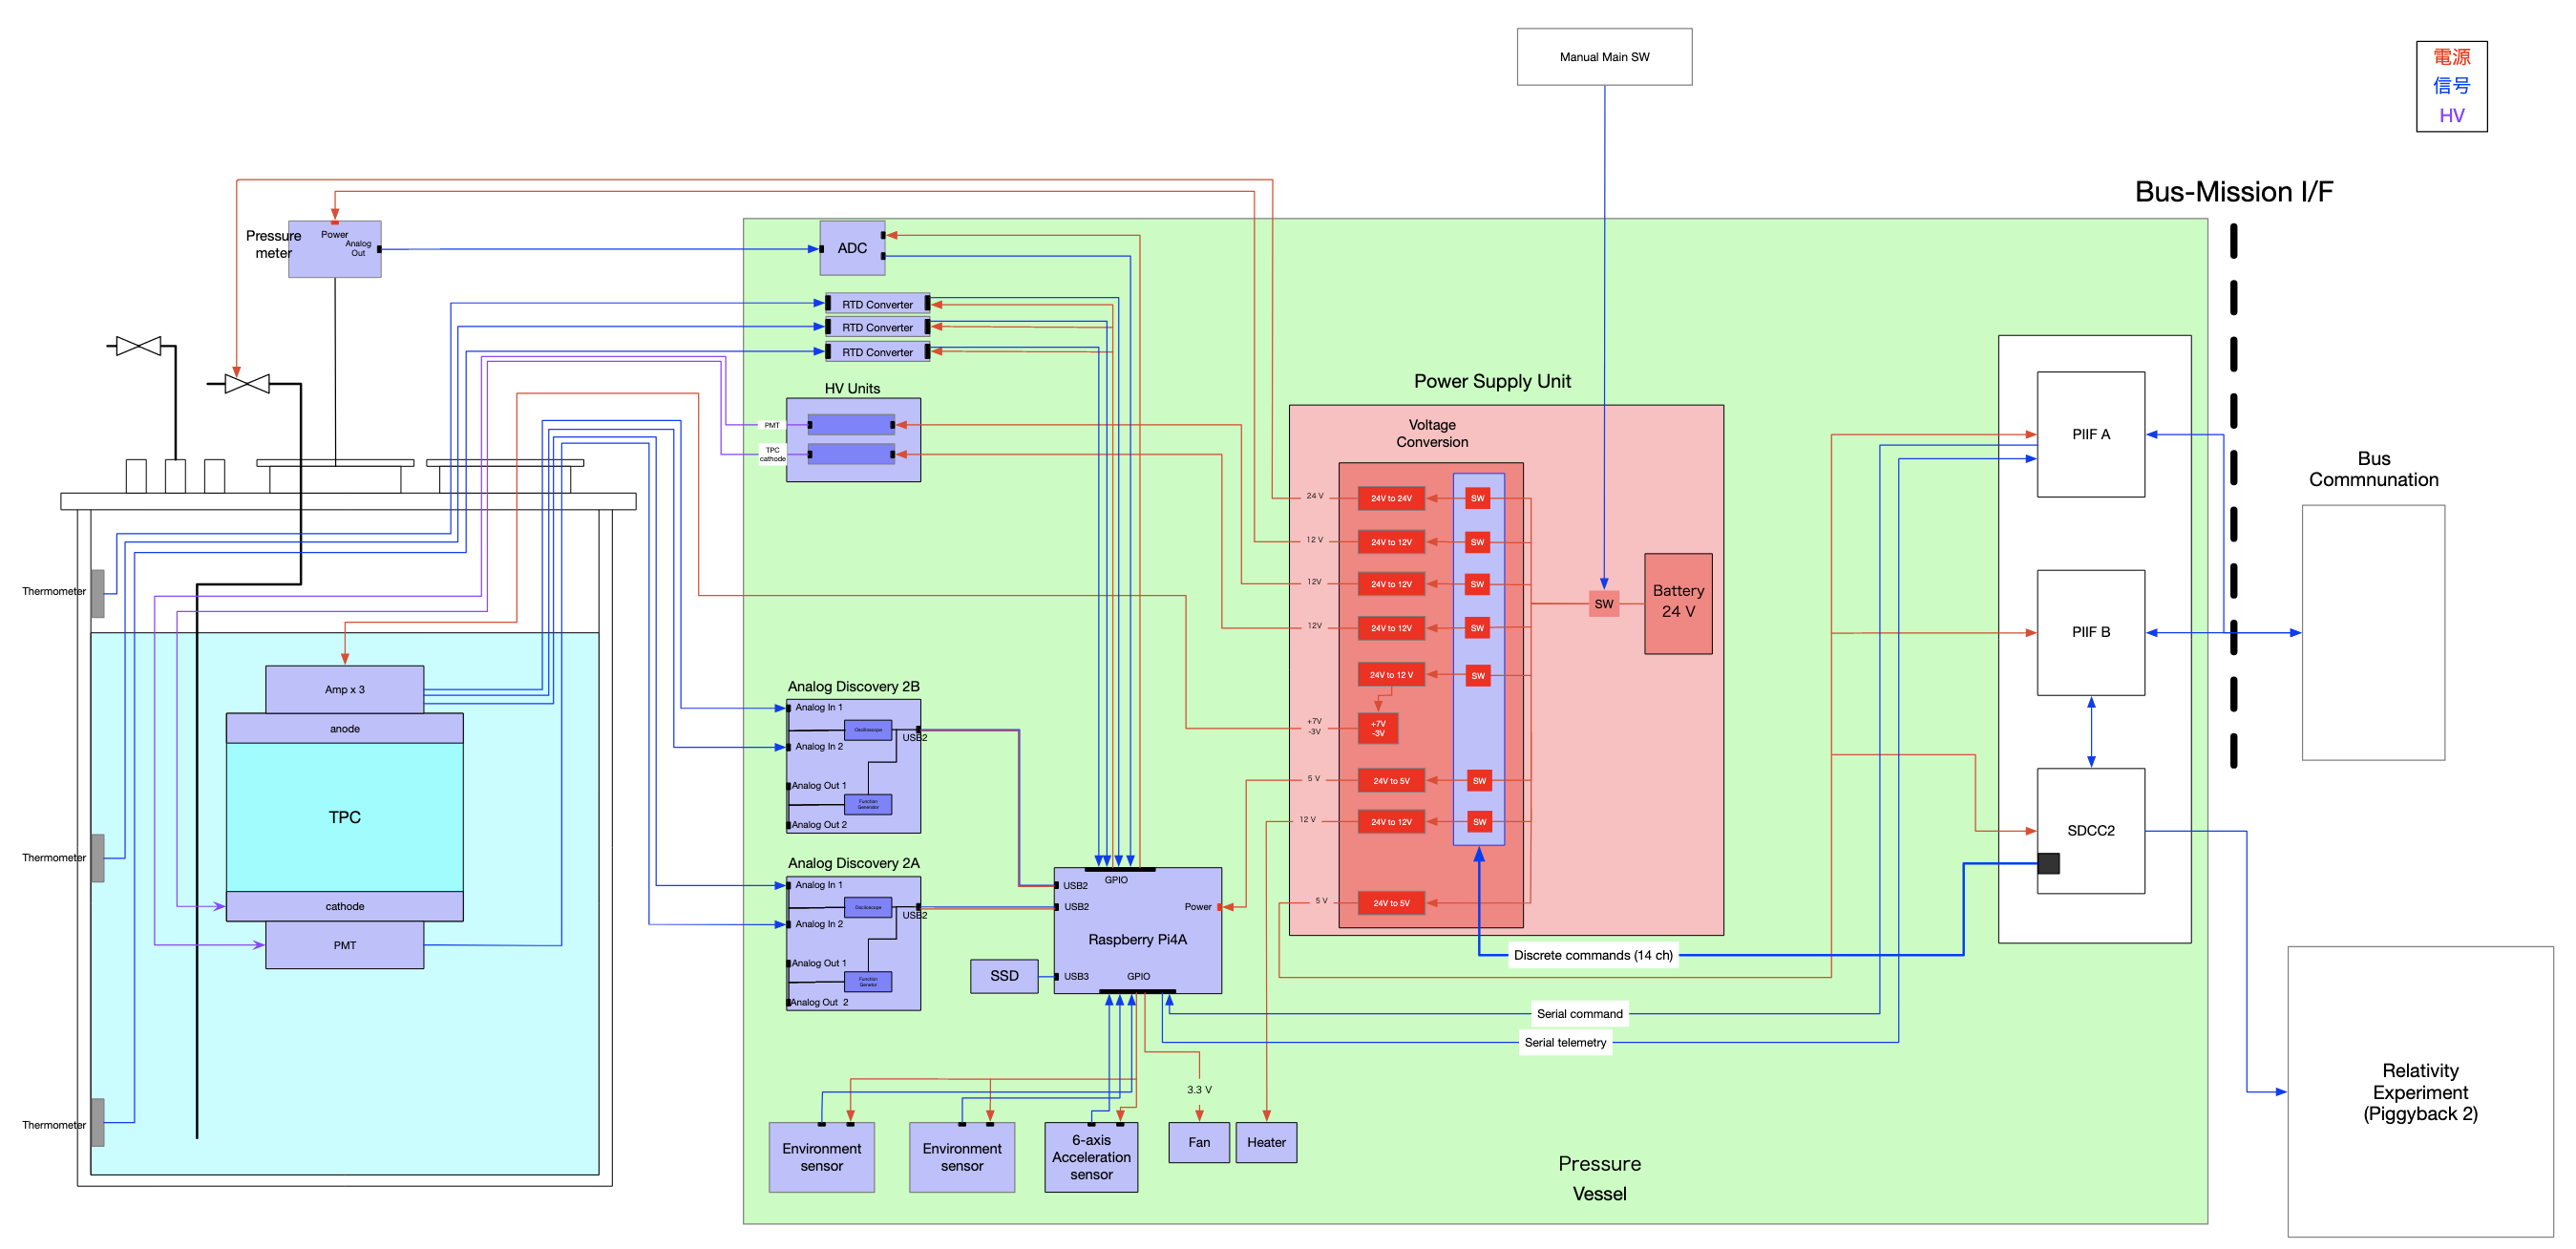 Manual Main SW
電源
信号
HV
Bus-Mission I/F
Pressure
meter
Power
Analog
Out
ADC
RTD Converter
RTD Converter
RTD Converter
HV Units
PMT
TPC
cathode
Power Supply Unit
Voltage
Conversion
24 V
24V to 24V
SW
12 V
24V to 12V
SW
12V
24V to 12V
SW
12V
24V to 12V
SW
24V to 12 V
SW
+7V
-3V
+7V
-3V
5 V
24V to 5V
SW
12 V
24V to 12V
SW
5 V
24V to 5V
SW
Battery
24 V
PIIF A
PIIF B
SDCC2
Bus
Commnunation
Thermometer
Thermometer
Thermometer
Amp x 3
anode
TPC
cathode
PMT
Analog Discovery 2B
Analog In 1
Oscilloscope
USB2
Analog In 2
Analog Out 1
Function
Generator
Analog Out 2
Analog Discovery 2A
Analog In 1
Oscilloscope
USB2
Analog In 2
Analog Out 1
Function
Genetor
Analog Out 2
GPIO
USB2
USB2
Power
Raspberry Pi4A
SSD
USB3
GPIO
Discrete commands (14 ch)
Serial command
Serial telemetry
3.3 V
Environment
sensor
Environment
sensor
6-axis
Acceleration
sensor
Fan
Heater
Pressure
Vessel
Relativity
Experiment
(Piggyback 2)